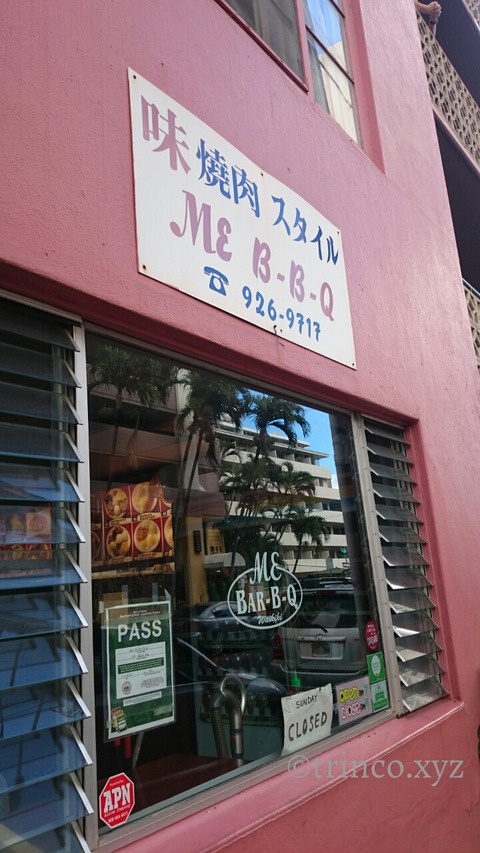 味 焼肉 スタイル
ME B-B-Q
☎ 926-9717
ME
BAR-B-Q
Waikiki
PASS
SUNDAY
CLOSED
OPEN
APN
©trinco.xyz